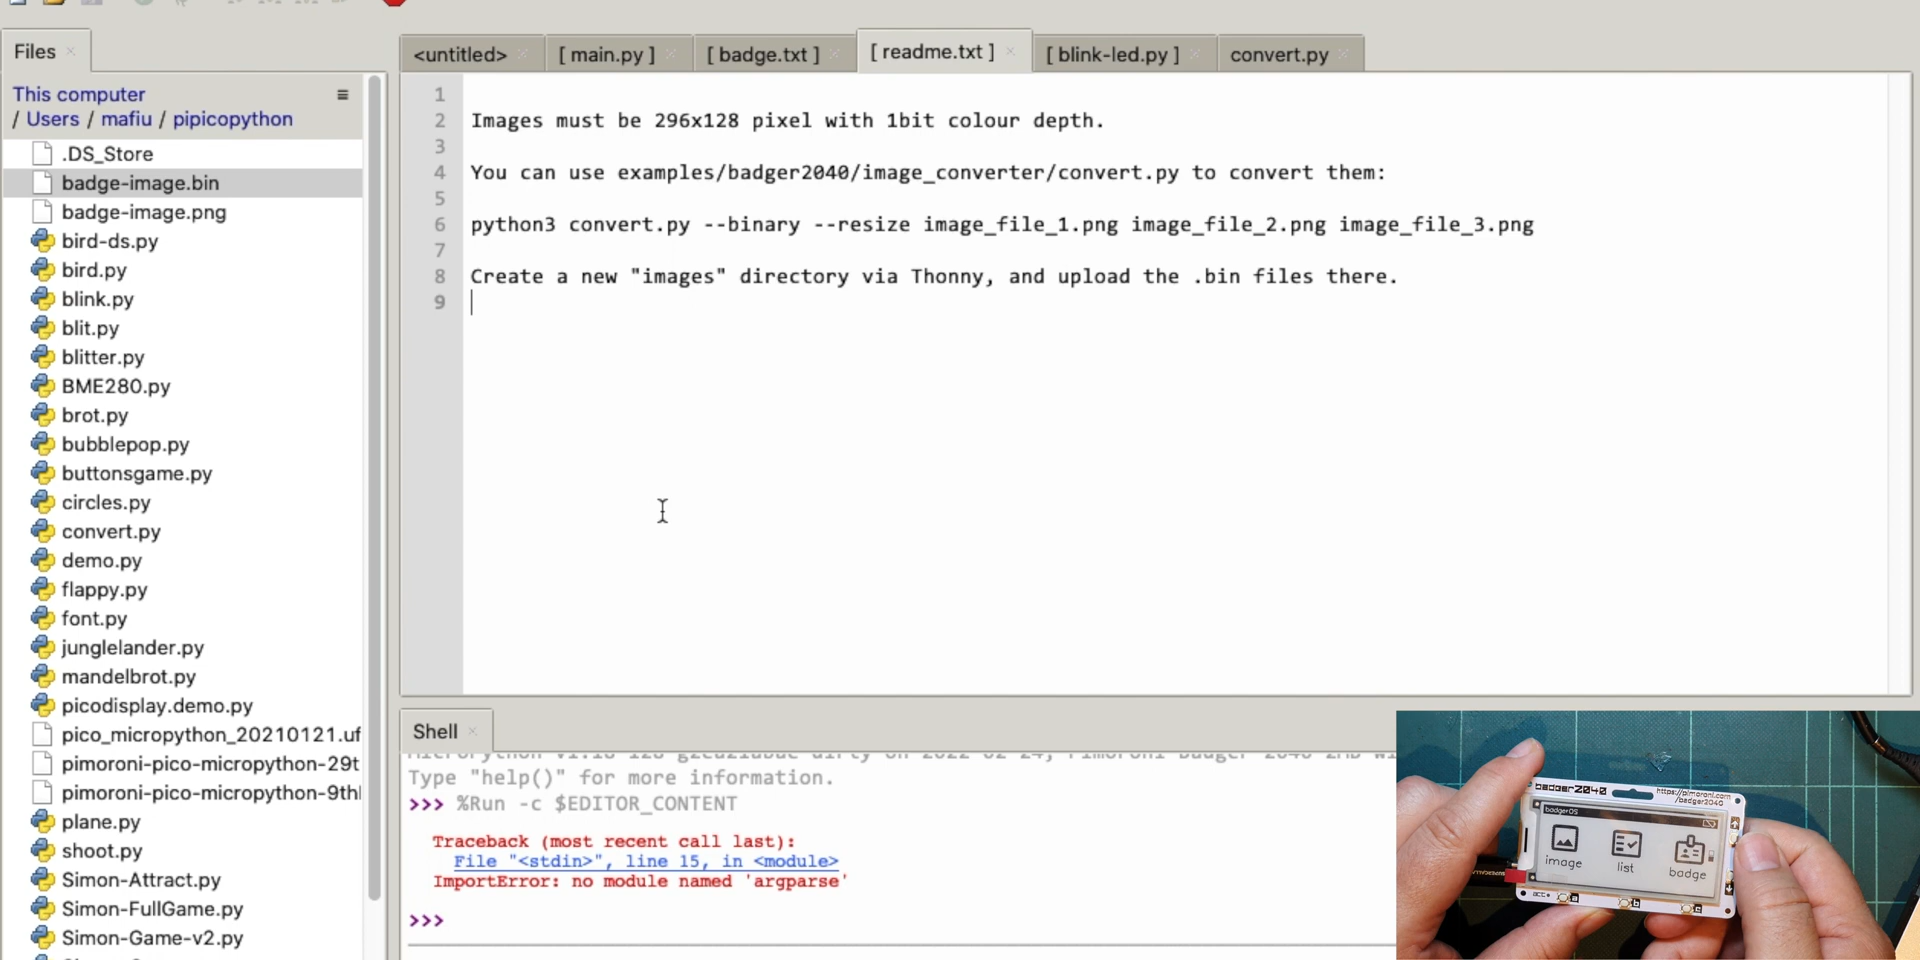 Files
This computer
/ Users / mafiu / pipicopython
.DS_Store
badge-image.bin
badge-image.png
bird-ds.py
bird.py
blink.py
blit.py
blitter.py
BME280.py
brot.py
bubblepop.py
buttonsgame.py
circles.py
convert.py
demo.py
flappy.py
font.py
junglelander.py
mandelbrot.py
picodisplay.demo.py
pico_micropython_20210121.uf
pimoroni-pico-micropython-29t
pimoroni-pico-micropython-9th
plane.py
shoot.py
Simon-Attract.py
Simon-FullGame.py
Simon-Game-v2.py
<untitled> [ main.py ] [ badge.txt ] [ readme.txt ] [ blink-led.py ] convert.py
1
2 Images must be 296x128 pixel with 1bit colour depth.
3
4 You can use examples/badger2040/image_converter/convert.py to convert them:
5
6 python3 convert.py --binary --resize image_file_1.png image_file_2.png image_file_3.png
7
8 Create a new "images" directory via Thonny, and upload the .bin files there.
9
Shell
Type "help()" for more information.
>>> %Run -c $EDITOR_CONTENT
Traceback (most recent call last):
File "<stdin>", line 15, in <module>
ImportError: no module named 'argparse'
>>>
badger2040
https://pimoroni.com
/badger2040
badgerOS
image list badge
a b c